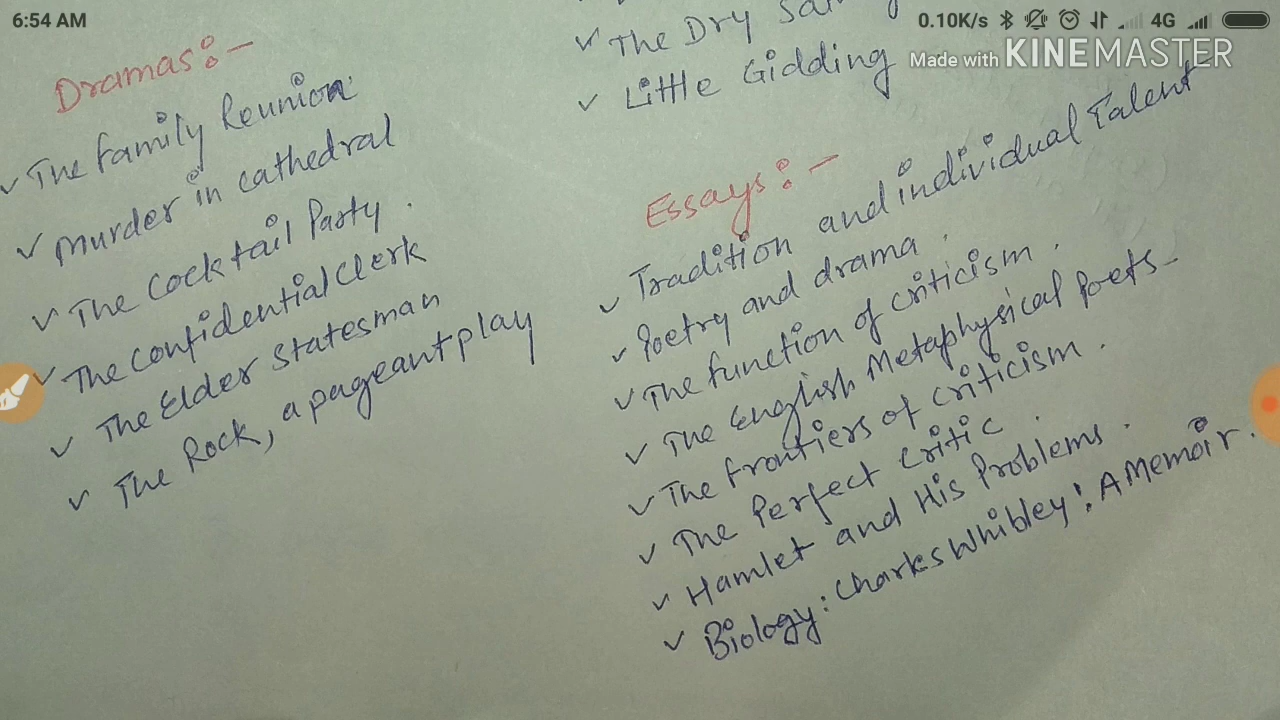 6:54 AM
0.10K/s
4G
Made with KINEMASTER
Dramas:-
✓ The family Reunion.
✓ Murder in cathedral
✓ The Cocktail Party.
✓ The Confidential Clerk
✓ The Elder Statesman
✓ The Rock, a pageant play
✓ The Dry
✓ Little Gidding
Essays:-
✓ Tradition and individual Talent
✓ Poetry and drama.
✓ The function of criticism.
✓ The English Metaphysical Poets-
✓ The frontiers of criticism.
✓ The Perfect Critic.
✓ Hamlet and His Problems.
✓ Biology: Charles Whibley: A Memoir.